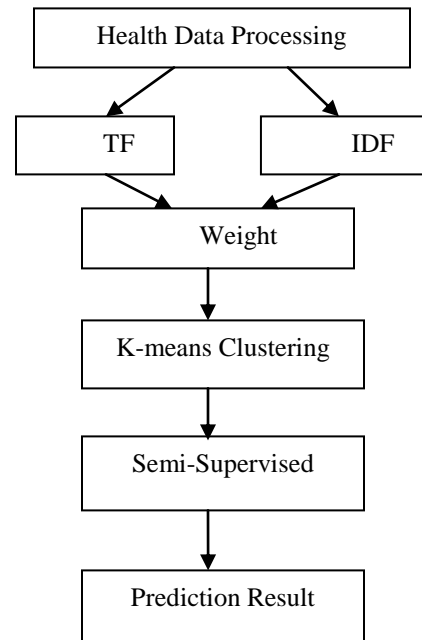 Health Data Processing
TF
IDF
Weight
K-means Clustering
Semi-Supervised
Prediction Result